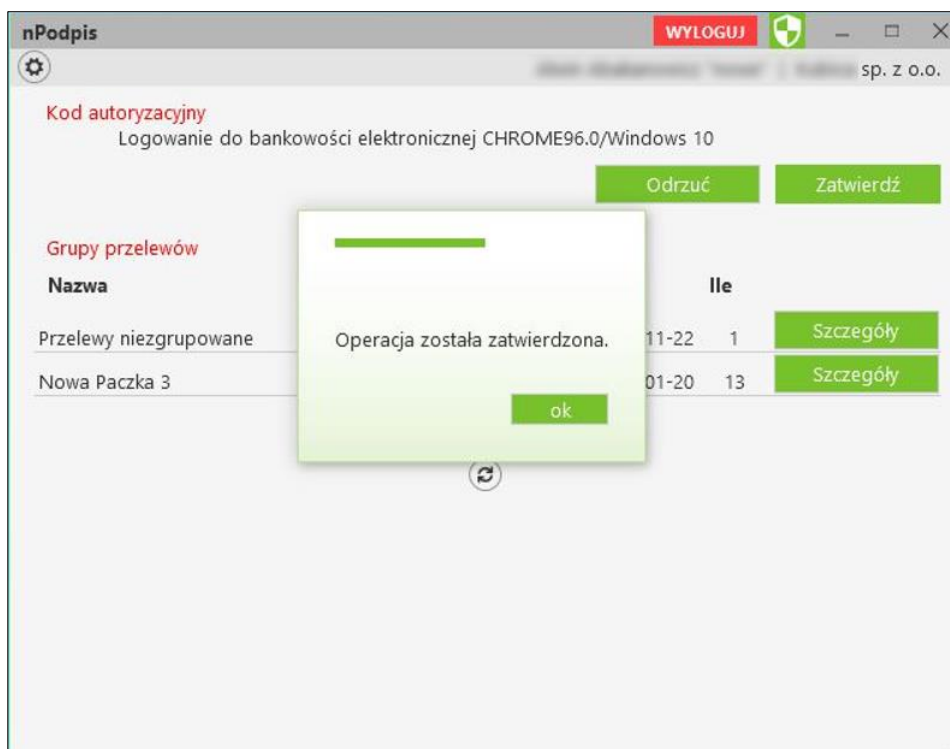 nPodpis WYLOGUJ
sp. z o.o.
Kod autoryzacyjny
Logowanie do bankowości elektronicznej CHROME96.0/Windows 10
Odrzuć Zatwierdź
Grupy przelewów
Nazwa Ile
Przelewy niezgrupowane 11-22 1 Szczegóły
Operacja została zatwierdzona.
Nowa Paczka 3 01-20 13 Szczegóły
ok